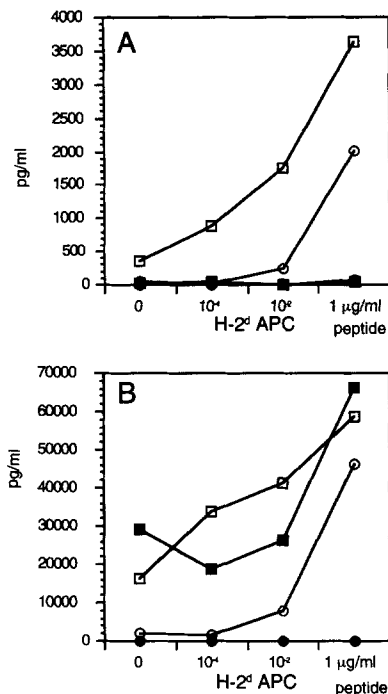 A
4000
3500
3000
2500
2000
1500
1000
500
0
pg/ml
0 10⁻⁴ 10⁻² 1 μg/ml
H-2ᵈ APC peptide
B
70000
60000
50000
40000
30000
20000
10000
0
pg/ml
0 10⁻⁴ 10⁻² 1 μg/ml
H-2ᵈ APC peptide